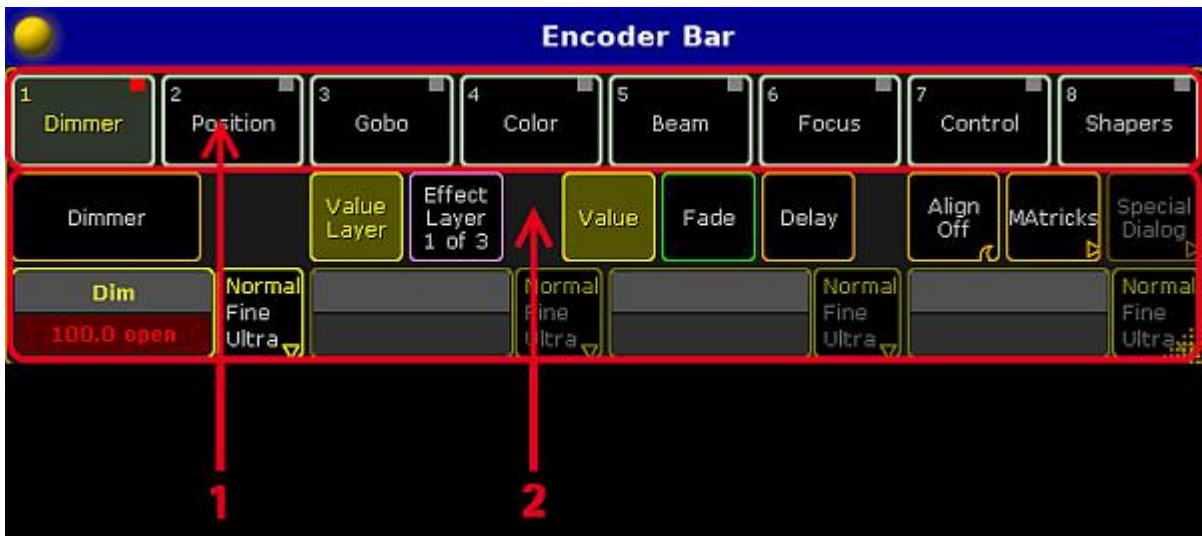 Encoder Bar
1 2 3 4 5 6 7 8
Dimmer Position Gobo Color Beam Focus Control Shapers
Dimmer
Value
Layer
Effect
Layer
1 of 3
Value
Fade
Delay
Align
Off
MAtricks
Special
Dialog
Dim
100.0 open
Normal
Fine
Ultra
Normal
Fine
Ultra
Normal
Fine
Ultra
Normal
Fine
Ultra
1 2